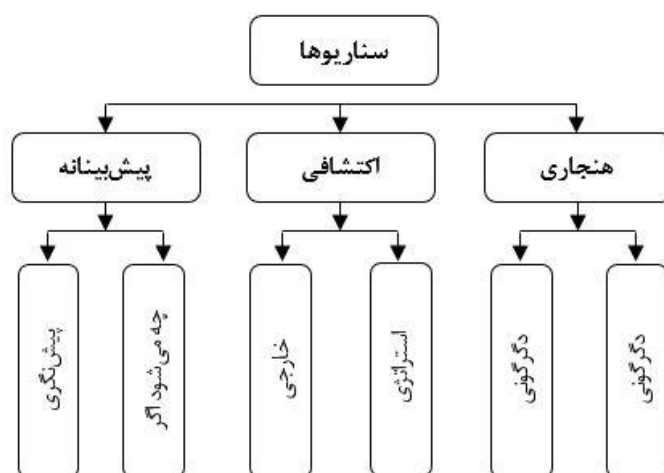 سناریوها
هنجاری
اکتشافی
پیش‌بینانه
دگرگونی
دگرگونی
استراتژی
خارجی
چه می‌شود اگر
پیش‌نگری